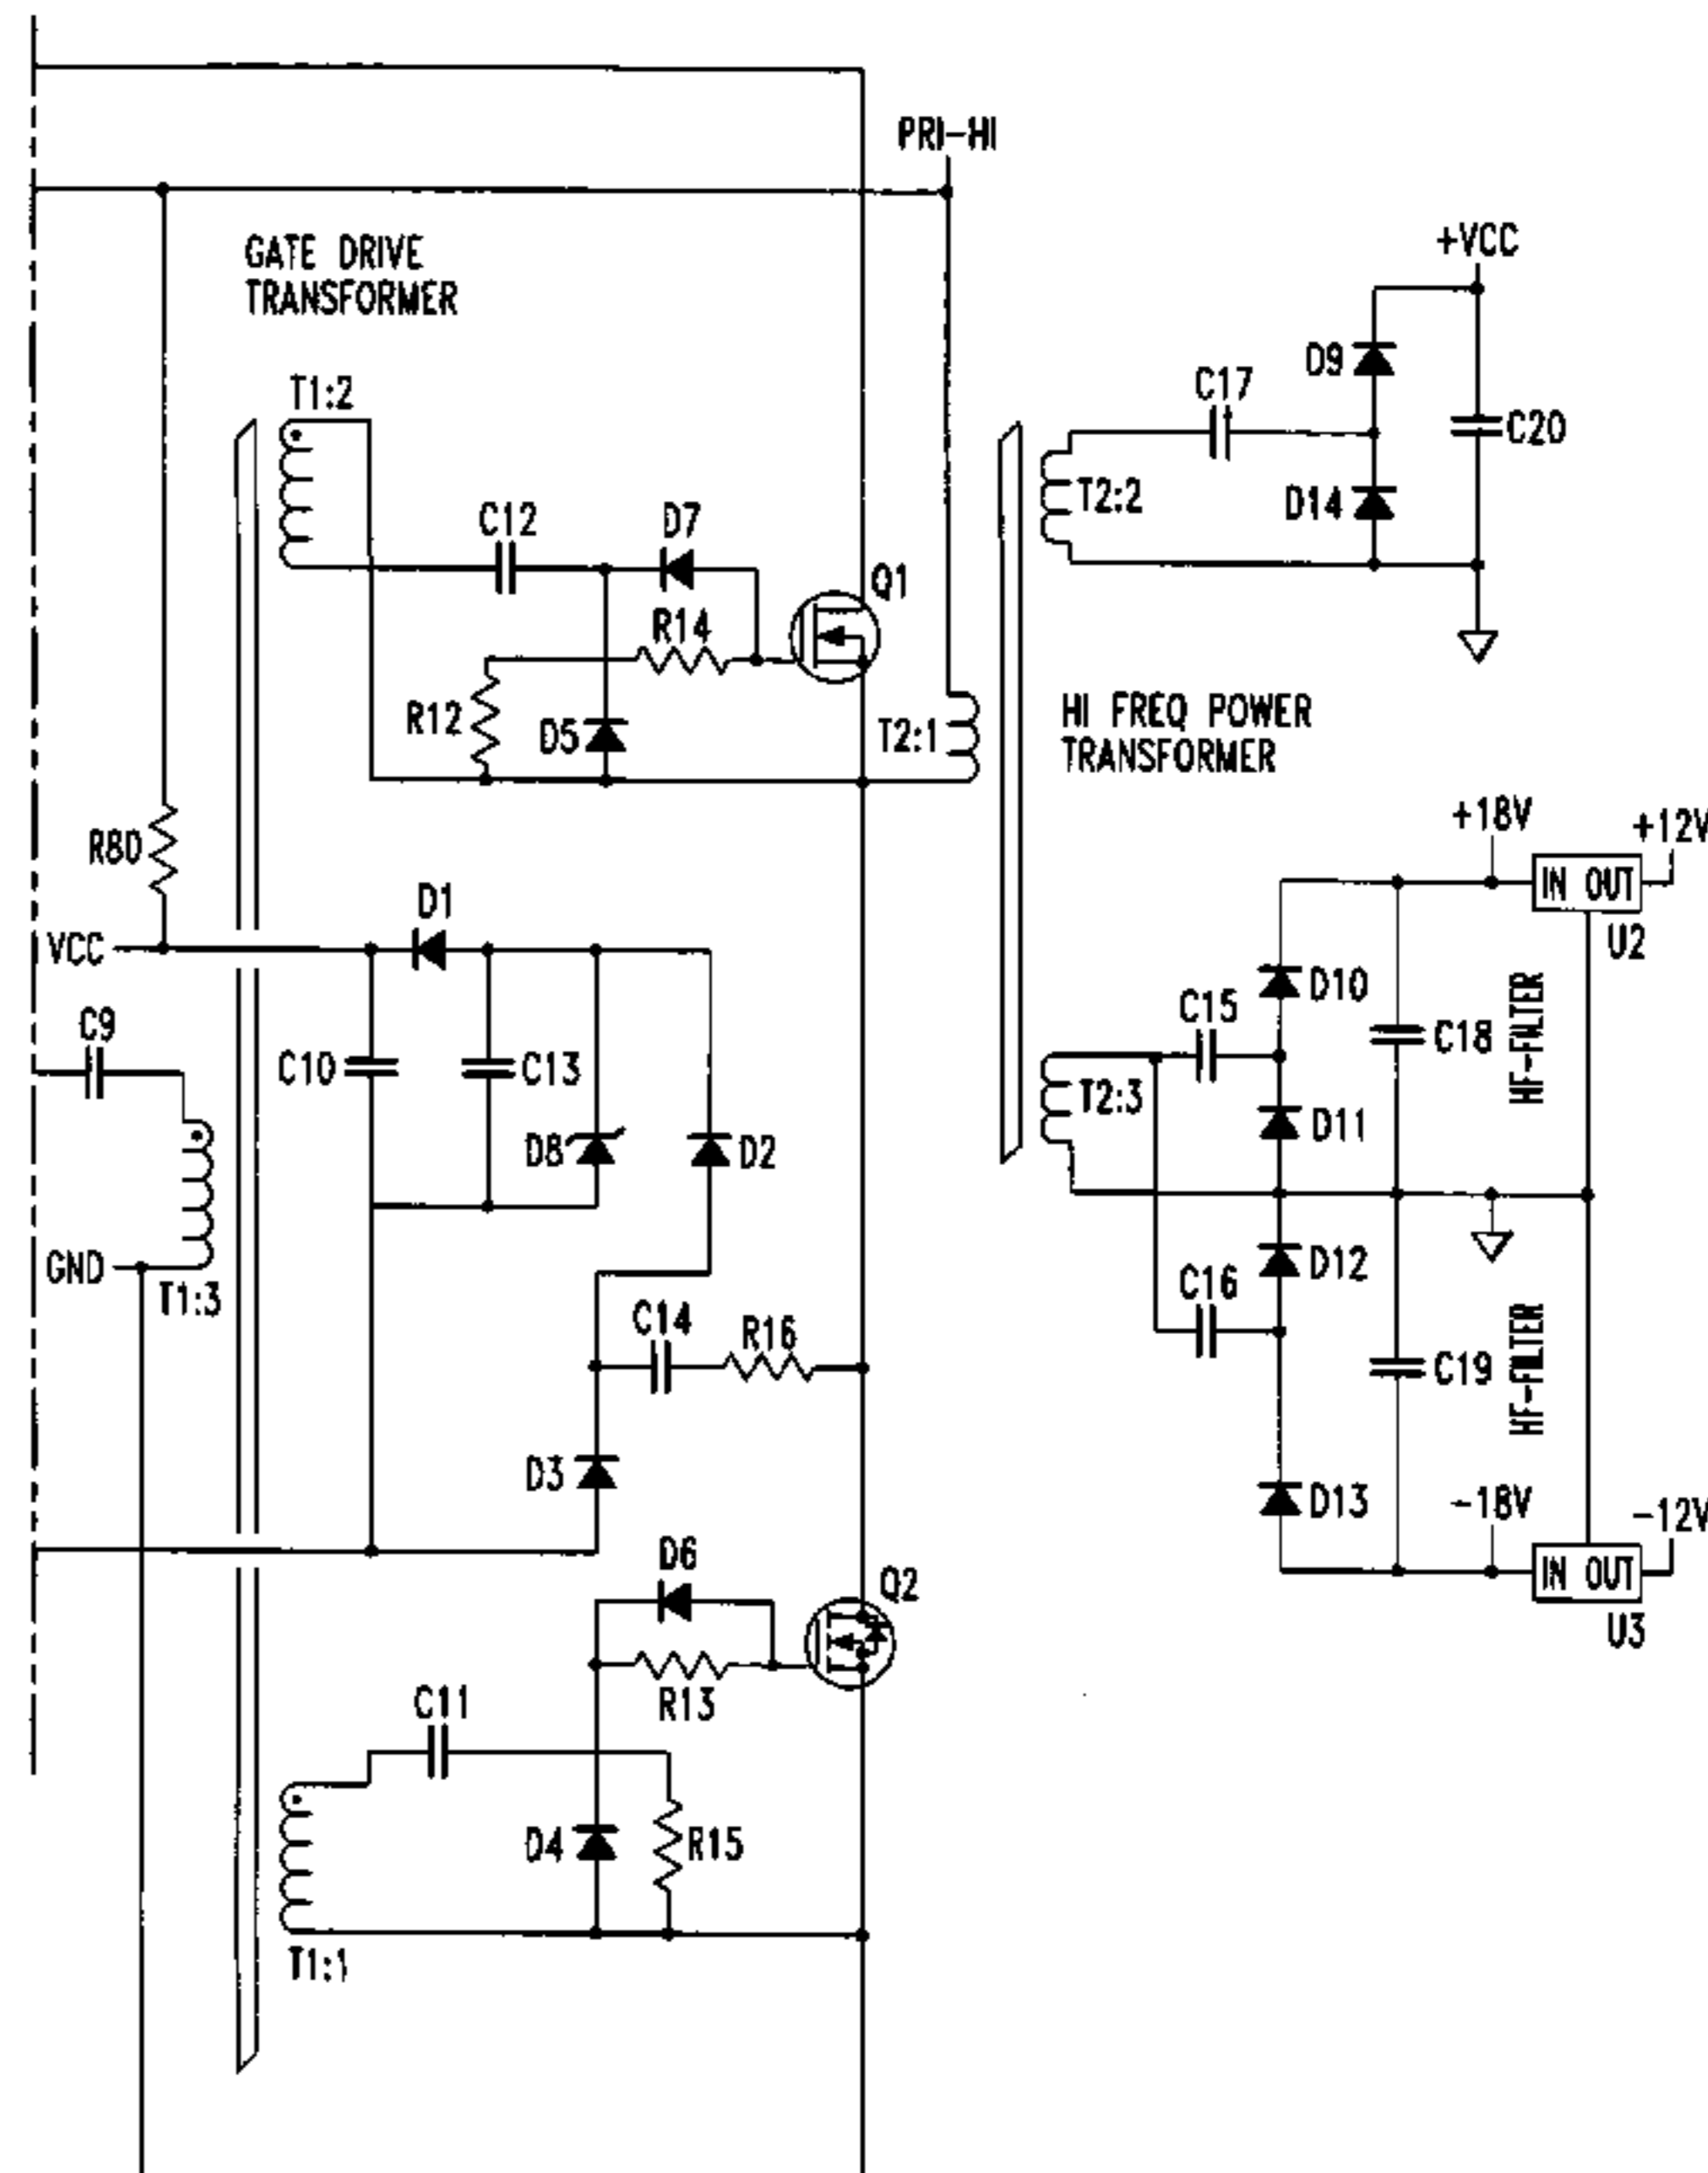 PRI-HI
GATE DRIVE
TRANSFORMER
+VCC
T1:2
D9
C17
C20
T2:2
D14
C12
D7
Q1
R14
R12
D5
T2:1
HI FREQ POWER
TRANSFORMER
R80
+18V
+12V
IN OUT
U2
D1
VCC
D10
HF-FILTER
C9
C15
C18
C10
C13
T2:3
D11
D8
D2
GND
T1:3
D12
C16
C14
R16
C19
HF-FILTER
D3
D13
-18V
-12V
D6
Q2
IN OUT
U3
R13
C11
D4
R15
T1:1